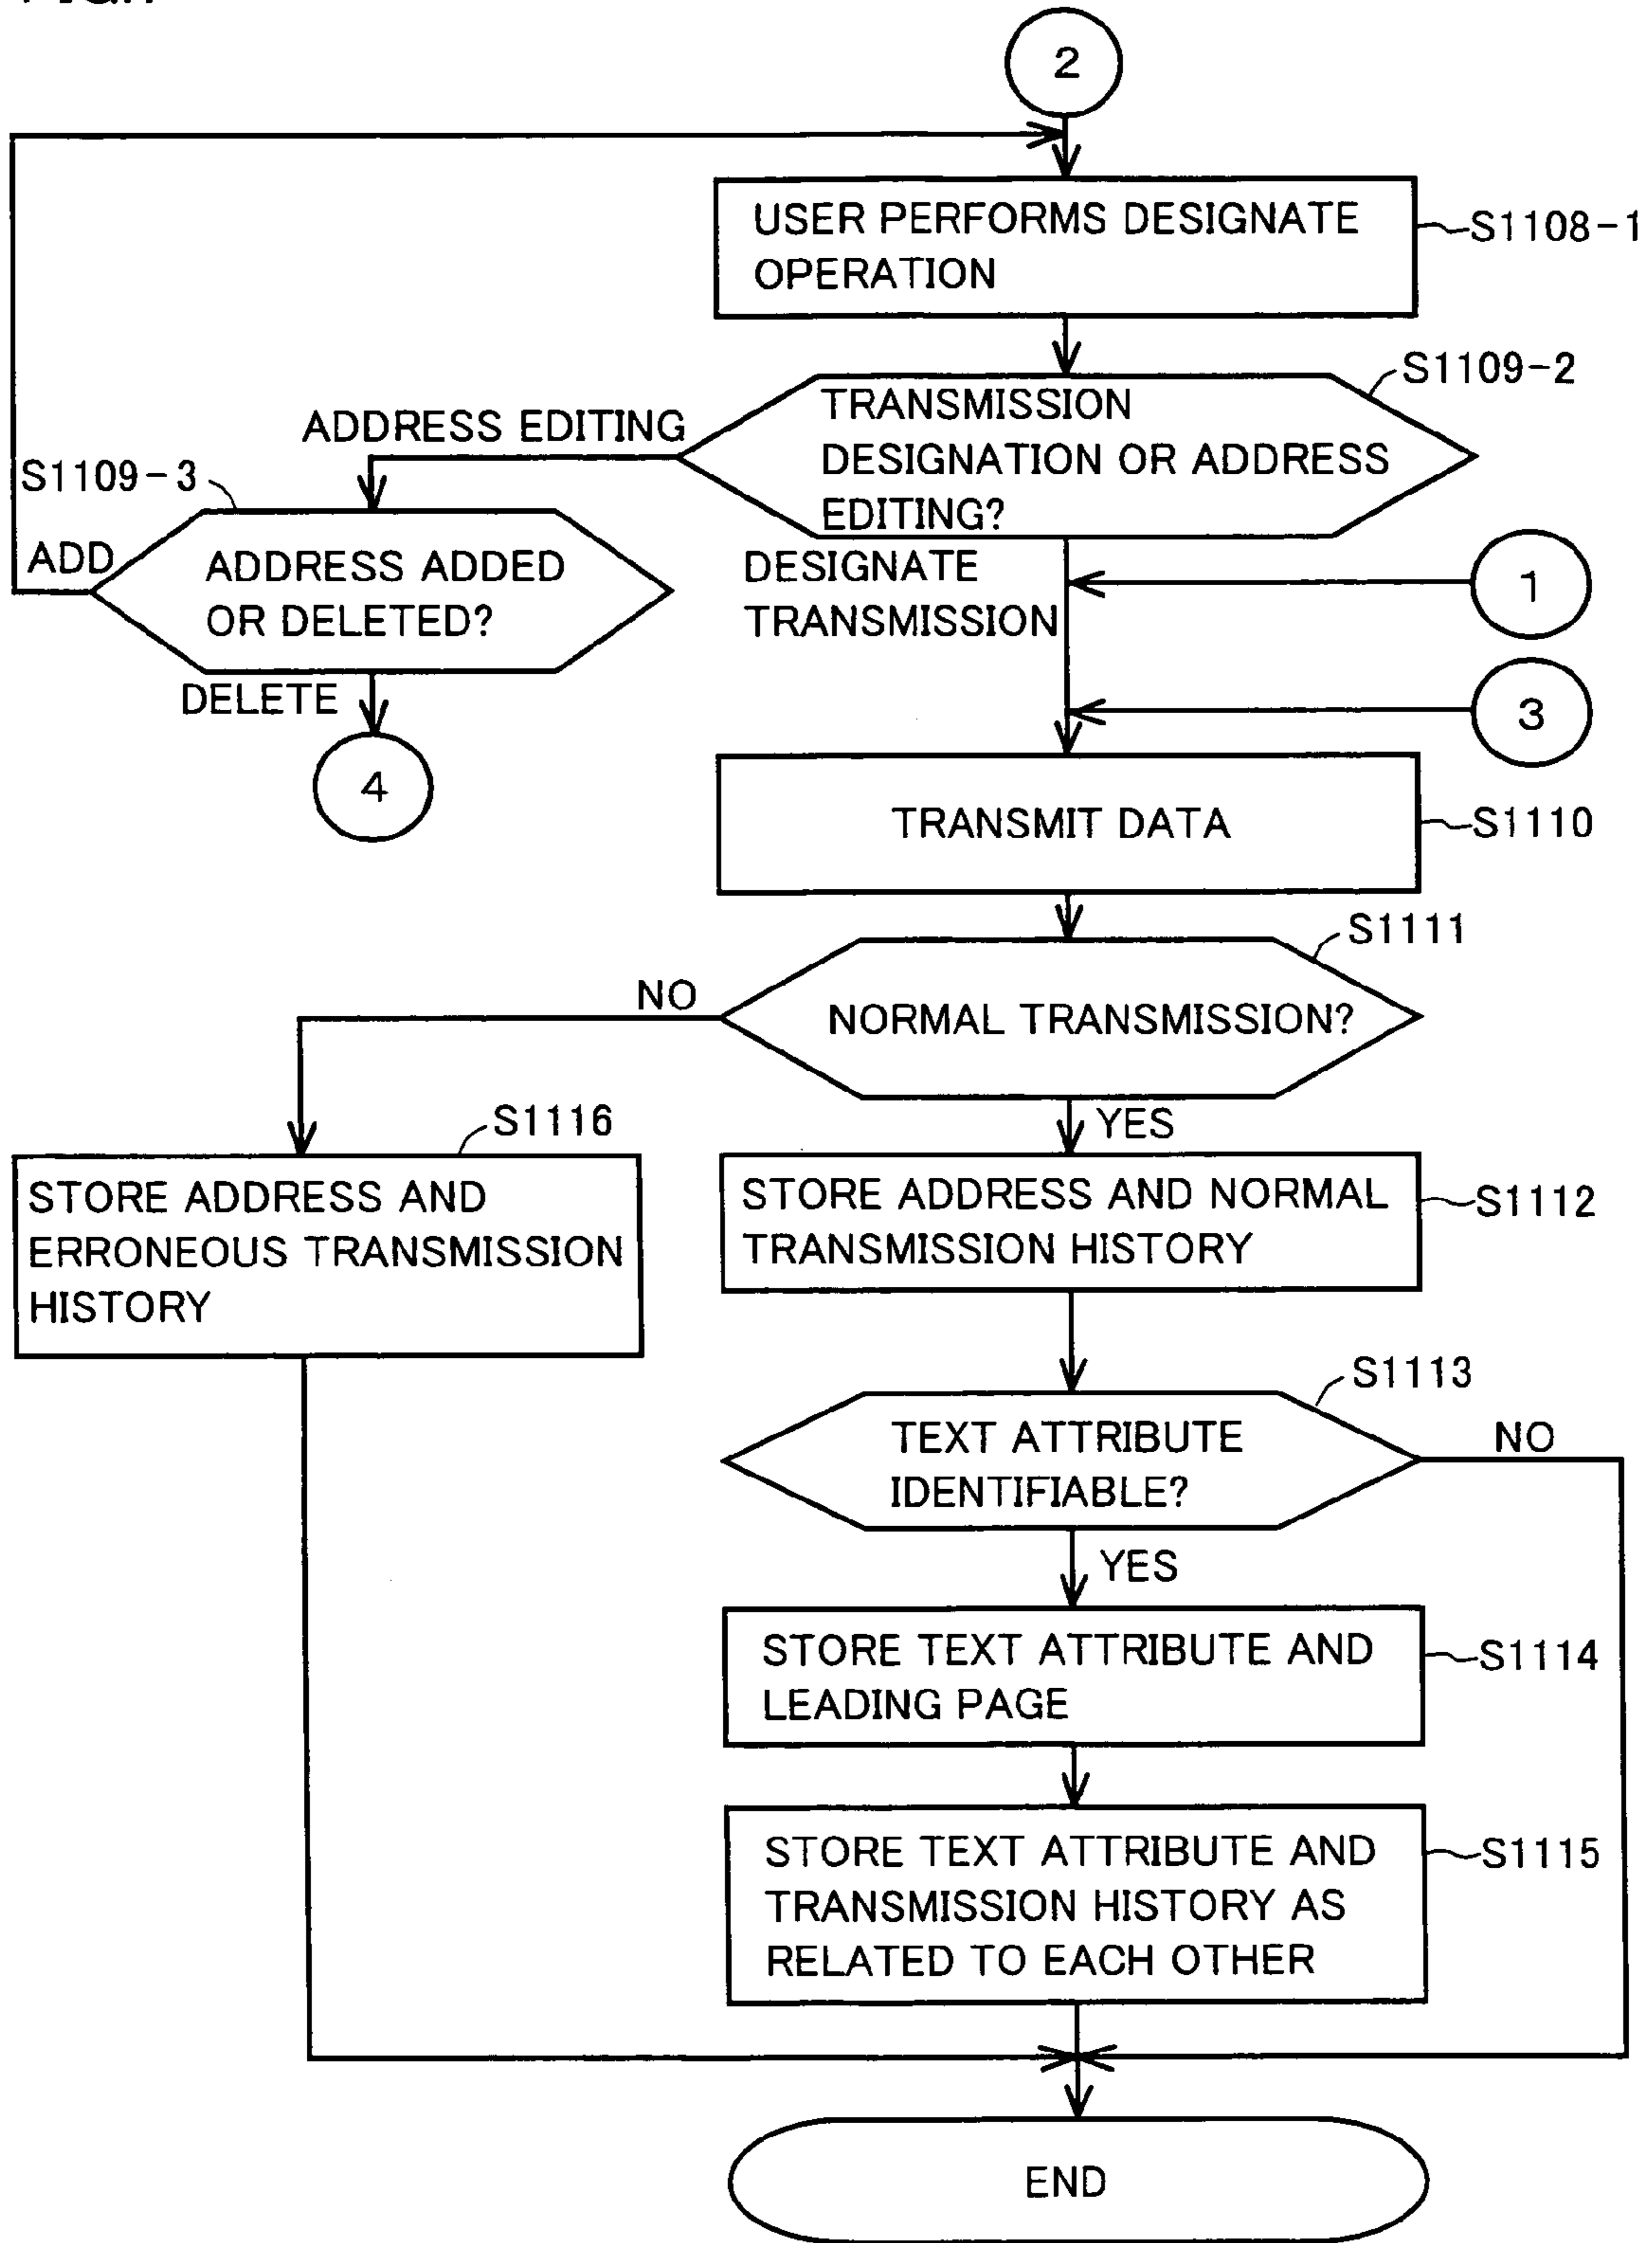 2
USER PERFORMS DESIGNATE
OPERATION
S1108-1
S1109-2
TRANSMISSION
DESIGNATION OR ADDRESS
EDITING?
ADDRESS EDITING
S1109-3
ADD
ADDRESS ADDED
OR DELETED?
DESIGNATE
TRANSMISSION
1
DELETE
3
4
TRANSMIT DATA
S1110
S1111
NO
NORMAL TRANSMISSION?
YES
S1116
STORE ADDRESS AND
ERRONEOUS TRANSMISSION
HISTORY
STORE ADDRESS AND NORMAL
TRANSMISSION HISTORY
S1112
S1113
TEXT ATTRIBUTE
IDENTIFIABLE?
NO
YES
STORE TEXT ATTRIBUTE AND
LEADING PAGE
S1114
STORE TEXT ATTRIBUTE AND
TRANSMISSION HISTORY AS
RELATED TO EACH OTHER
S1115
END